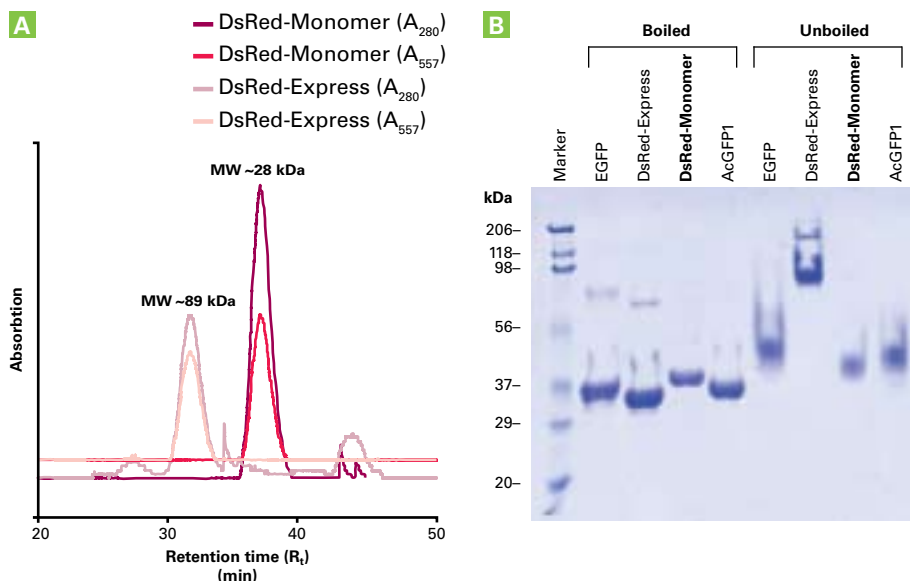 A
DsRed-Monomer (A280)
DsRed-Monomer (A557)
DsRed-Express (A280)
DsRed-Express (A557)
MW ~28 kDa
MW ~89 kDa
Absorbtion
20
30
40
50
Retention time (Rt)
(min)
B
Boiled
Unboiled
Marker
EGFP
DsRed-Express
DsRed-Monomer
AcGFP1
EGFP
DsRed-Express
DsRed-Monomer
AcGFP1
kDa
206–
118–
98–
56–
37–
29–
20–